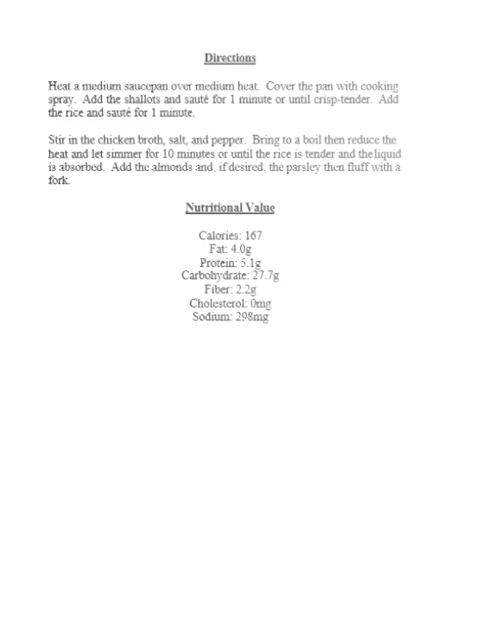 Directions
Heat a medium saucepan over medium heat. Cover the pan with cooking
spray. Add the shallots and sauté for 1 minute or until crisp-tender. Add
the rice and sauté for 1 minute.
Stir in the chicken broth, salt, and pepper. Bring to a boil then reduce the
heat and let simmer for 10 minutes or until the rice is tender and the liquid
is absorbed. Add the almonds and, if desired, the parsley then fluff with a
fork.
Nutritional Value
Calories: 167
Fat: 4.0g
Protein: 5.1g
Carbohydrate: 27.7g
Fiber: 2.2g
Cholesterol: 0mg
Sodium: 298mg